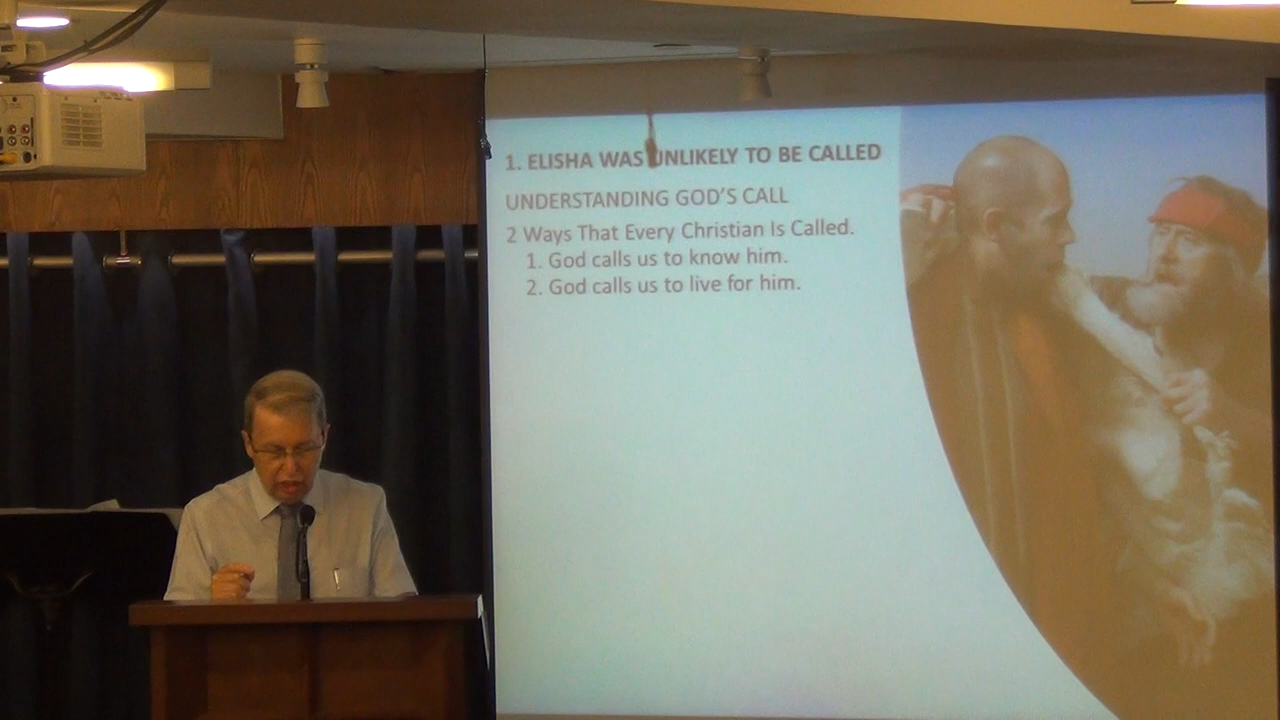 1. ELISHA WAS UNLIKELY TO BE CALLED
UNDERSTANDING GOD'S CALL
2 Ways That Every Christian Is Called.
1. God calls us to know him.
2. God calls us to live for him.